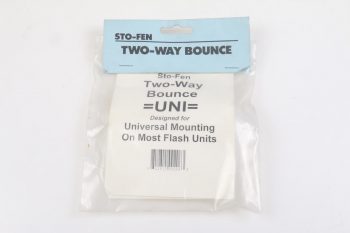 STO-FEN
TWO-WAY BOUNCE
Sto-Fen
Two-Way
Bounce
=UNI=
Designed for
Universal Mounting
On Most Flash Units